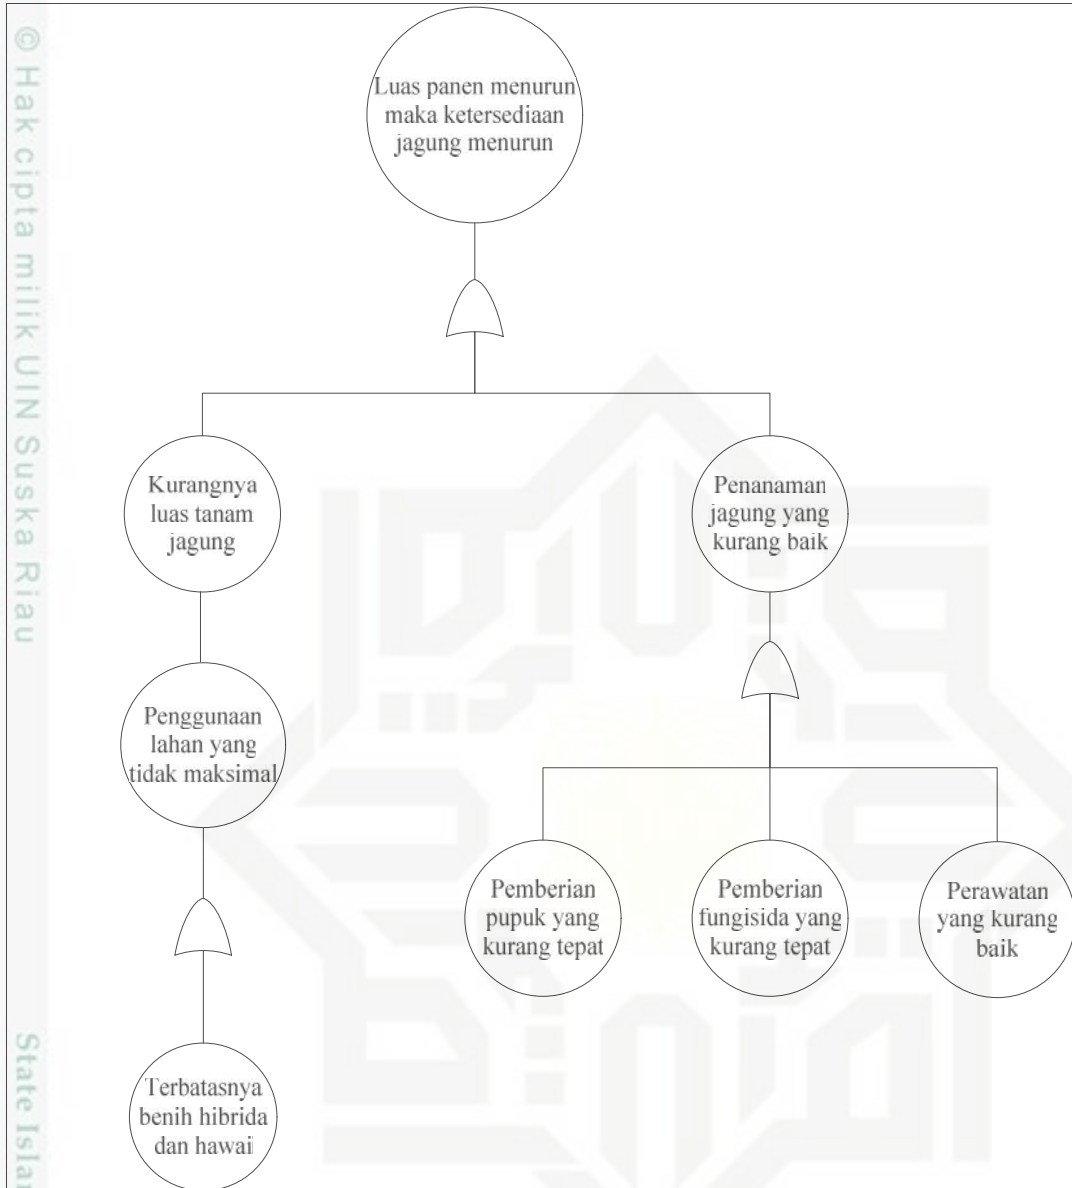 © Hak cipta milik UIN Suska Riau
State Islam
Luas panen menurun
maka ketersediaan
jagung menurun
Kurangnya
luas tanam
jagung
Penanaman
jagung yang
kurang baik
Penggunaan
lahan yang
tidak maksimal
Pemberian
pupuk yang
kurang tepat
Pemberian
fungisida yang
kurang tepat
Perawatan
yang kurang
baik
Terbatasnya
benih hibrida
dan hawai